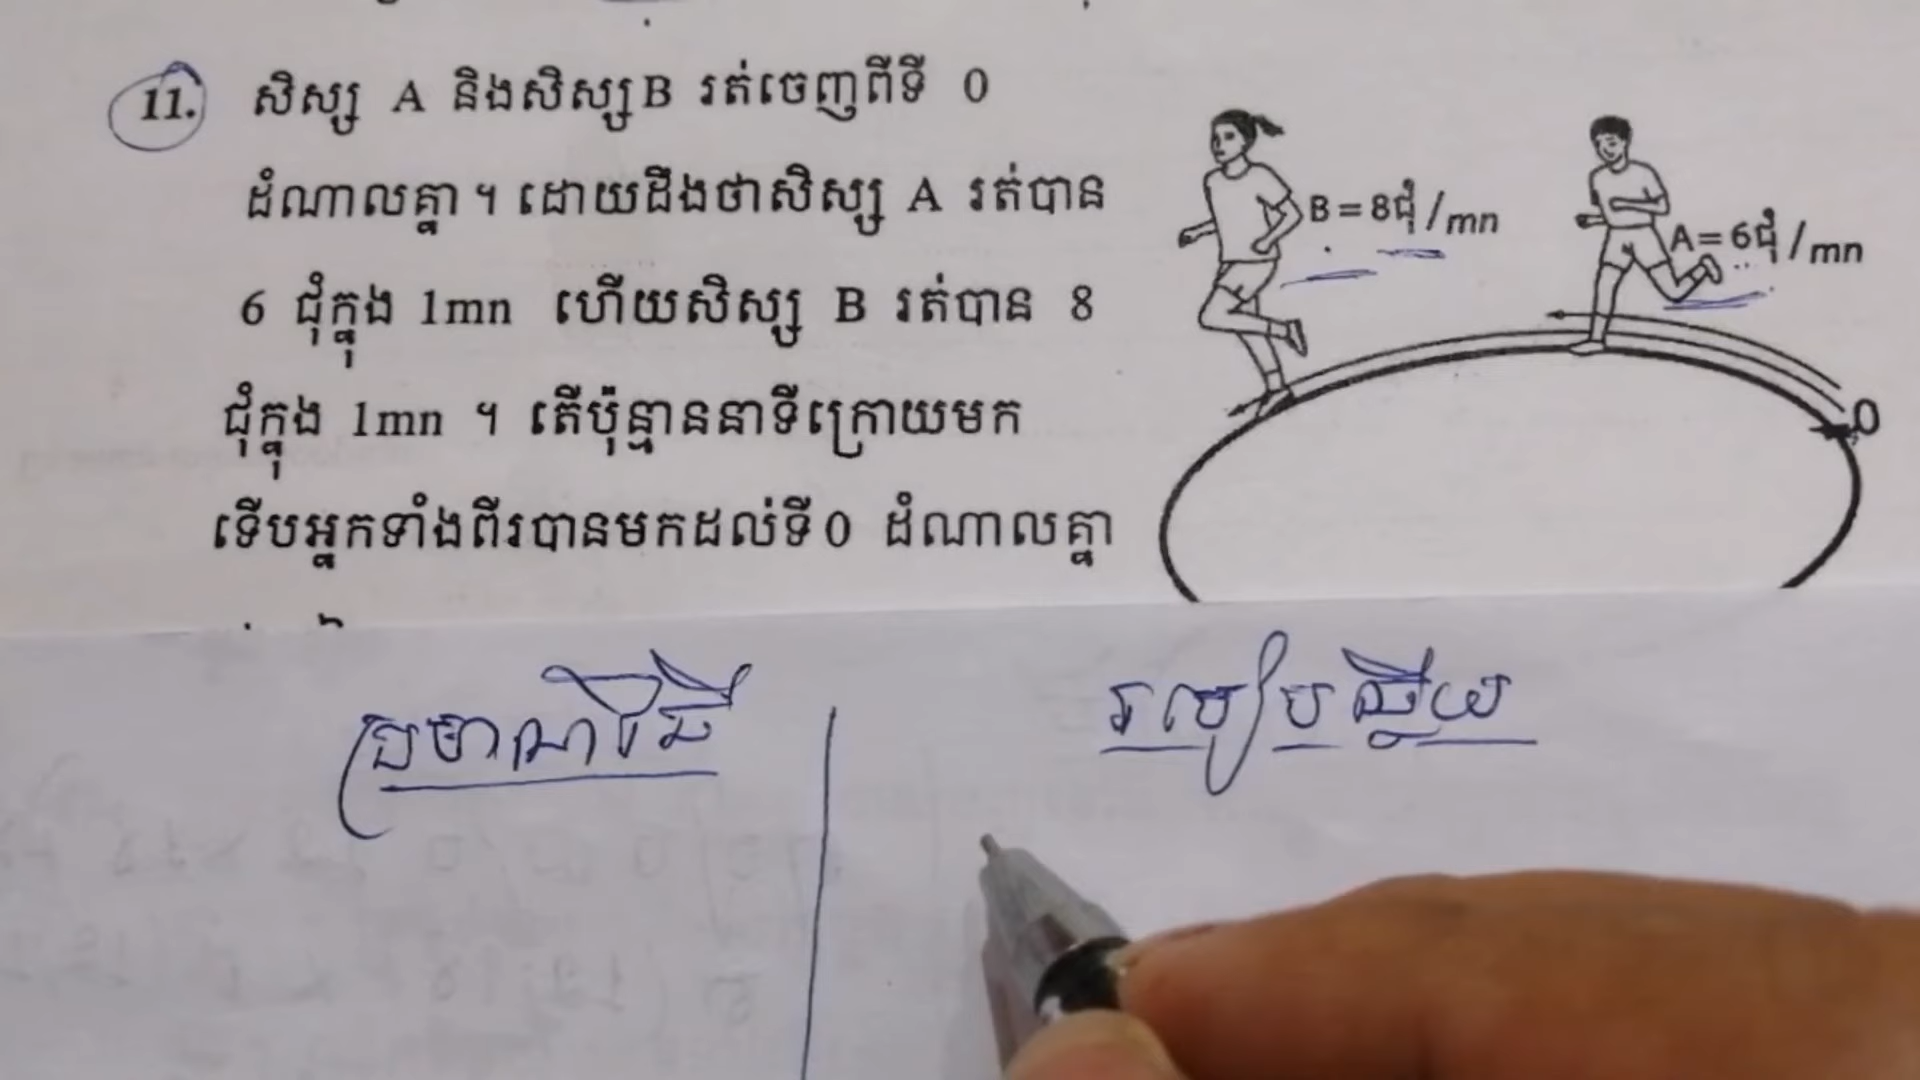 11. សិស្ស A និងសិស្ស B រត់ចេញពីទី 0
ដំណាលគ្នា ។ ដោយដឹងថាសិស្ស A រត់បាន
6 ជុំក្នុង 1mn ហើយសិស្ស B រត់បាន 8
ជុំក្នុង 1mn ។ តើប៉ុន្មាននាទីក្រោយមក
ទើបអ្នកទាំងពីរបានមកដល់ទី 0 ដំណាលគ្នា
B = 8ជុំ/mn
A = 6ជុំ/mn
0
ប្រមាណវិធី
របៀបឆ្លើយ